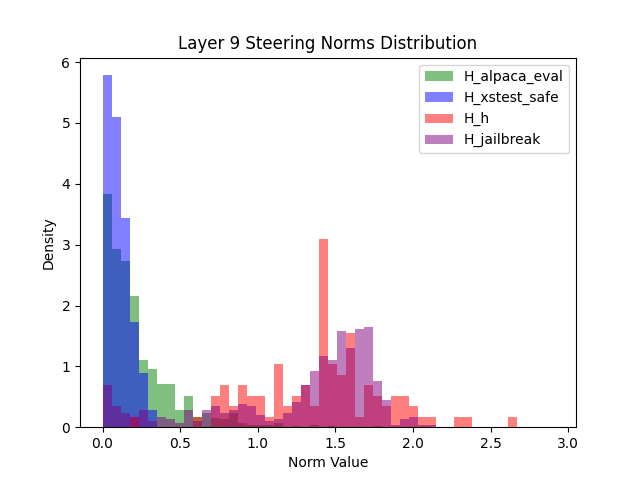 Layer 9 Steering Norms Distribution
H_alpaca_eval
H_xstest_safe
H_h
H_jailbreak
Density
6
5
4
3
2
1
0
0.0 0.5 1.0 1.5 2.0 2.5 3.0
Norm Value